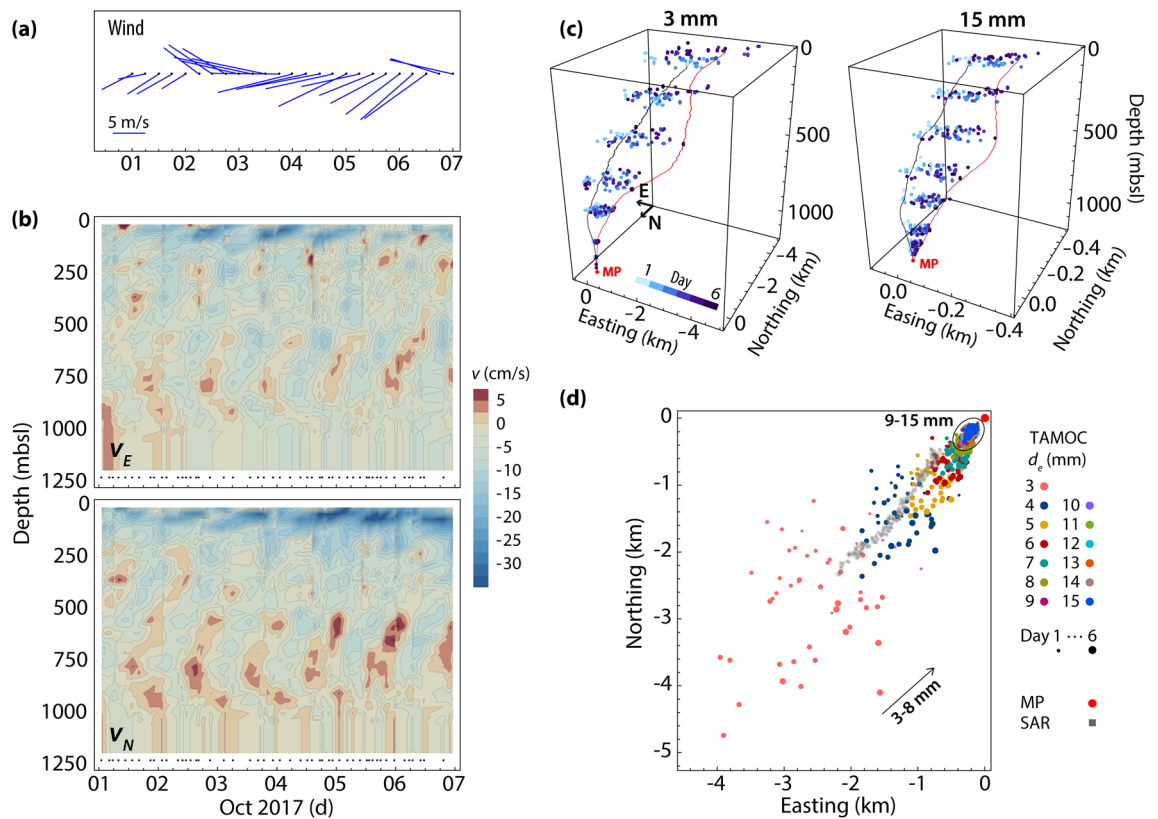 (a)
Wind
5 m/s
01 02 03 04 05 06 07
(b)
0
250
500
750
1000
1250
V_E
0
250
500
750
1000
1250
V_N
Depth (mbsl)
01 02 03 04 05 06 07
Oct 2017 (d)
v (cm/s)
5
0
-5
-10
-15
-20
-25
-30
(c)
3 mm
15 mm
0
500
1000
E
N
MP
1 Day 6
0 −2 −4
Easting (km)
−4
−2
0
Northing (km)
0
500
1000
Depth (mbsl)
MP
0.0 −0.2 −0.4
Easing (km)
−0.4
−0.2
0.0
Northing (km)
(d)
0
-1
-2
-3
-4
-5
Northing (km)
-4 -3 -2 -1 0
Easting (km)
9-15 mm
3-8 mm
TAMOC
d_e (mm)
3
4 10
5 11
6 12
7 13
8 14
9 15
Day 1 ··· 6
MP
SAR